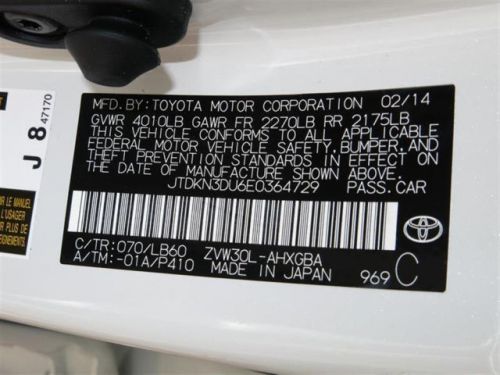 MFD. BY: TOYOTA MOTOR CORPORATION 02/14
GVWR 4010LB GAWR FR 2270LB RR 2175LB
THIS VEHICLE CONFORMS TO ALL APPLICABLE
FEDERAL MOTOR VEHICLE SAFETY, BUMPER, AND
THEFT PREVENTION STANDARDS IN EFFECT ON
THE DATE OF MANUFACTURE SHOWN ABOVE.
JTDKN3DU6E0364729 PASS.CAR
C/TR: 070/LB60 ZVW30L-AHXGBA
A/TM: -01A/P410 MADE IN JAPAN 969 C
TOYOTA
J 8 47170
L'USAGER